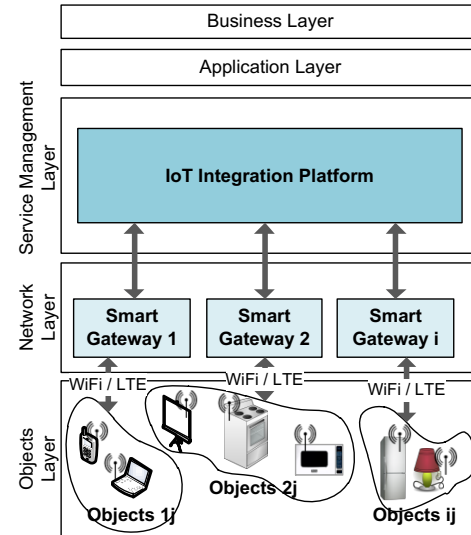 Business Layer
Application Layer
Service Management
Layer
IoT Integration Platform
Network
Layer
Smart
Gateway 1
Smart
Gateway 2
Smart
Gateway i
WiFi / LTE
WiFi / LTE
WiFi / LTE
Objects
Layer
Objects 1j
Objects 2j
Objects ij